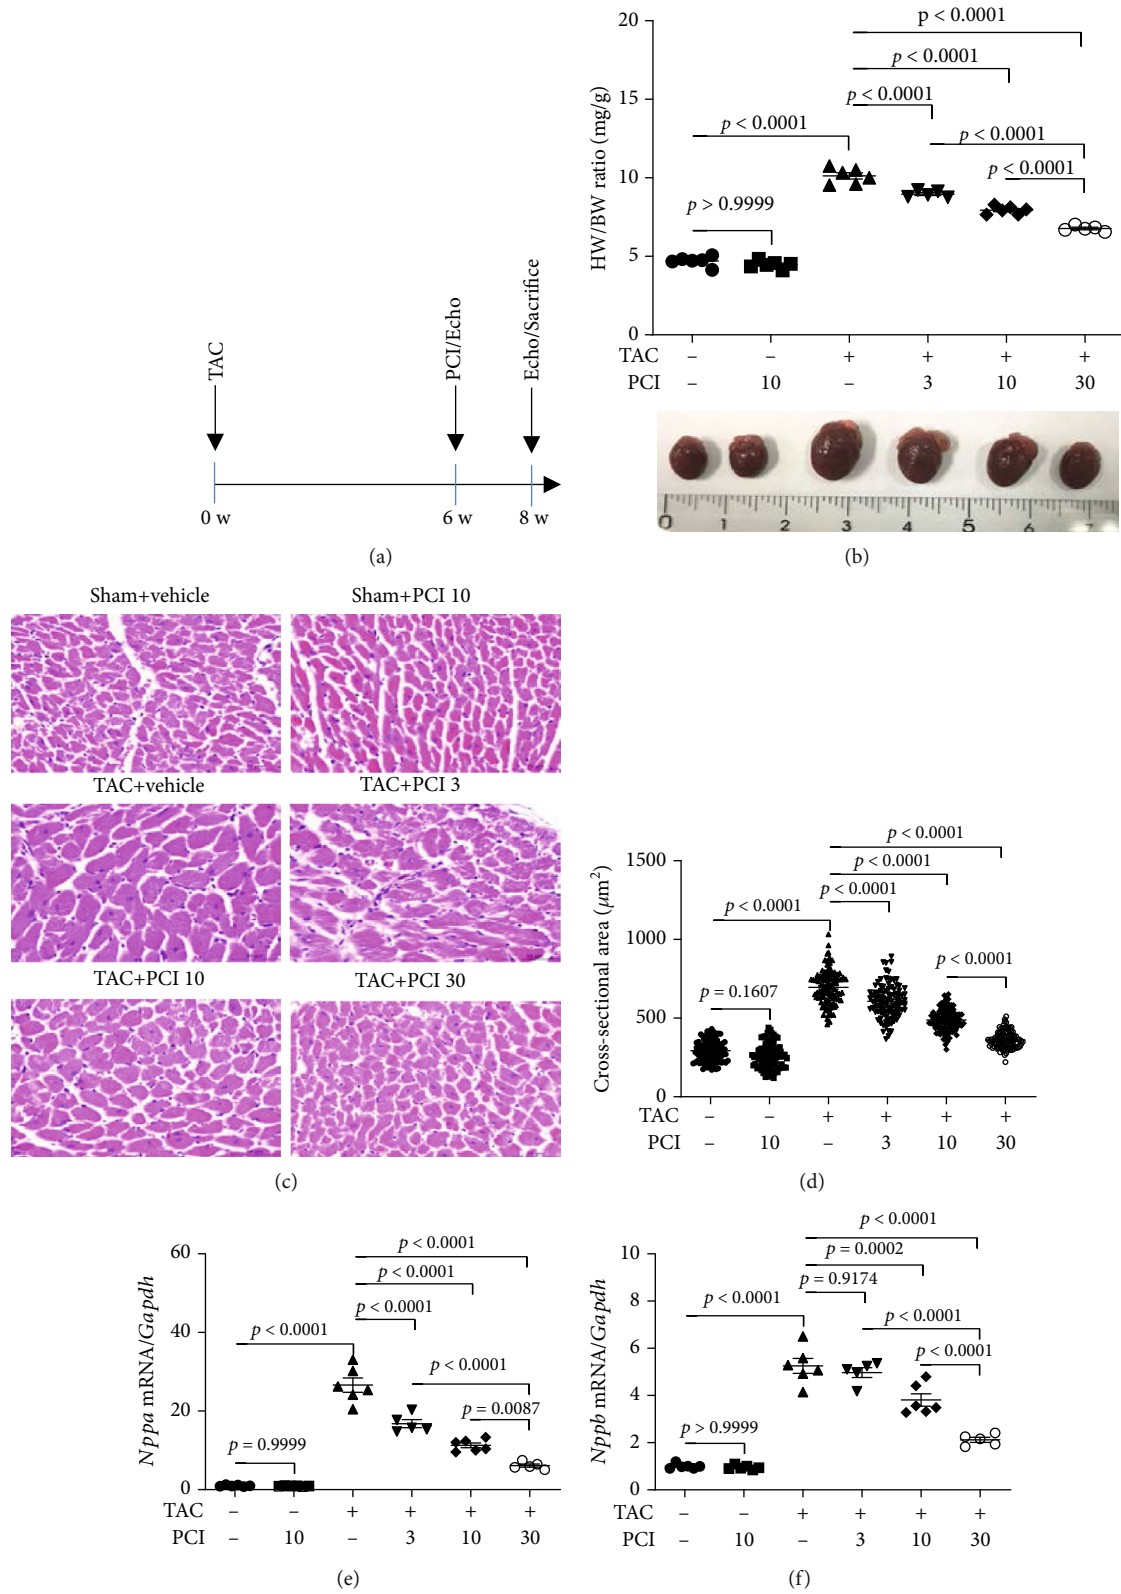 TAC
PCI/Echo
Echo/Sacrifice
0 w
6 w
8 w
(a)
HW/BW ratio (mg/g)
20
15
10
5
0
p < 0.0001
p < 0.0001
p < 0.0001
p < 0.0001
p < 0.0001
p < 0.0001
p > 0.9999
TAC – – + + + +
PCI – 10 – 3 10 30
0 1 2 3 4 5 6 7
(b)
Sham+vehicle
Sham+PCI 10
TAC+vehicle
TAC+PCI 3
TAC+PCI 10
TAC+PCI 30
(c)
Cross-sectional area (μm²)
1500
1000
500
0
p < 0.0001
p < 0.0001
p < 0.0001
p < 0.0001
p < 0.0001
p = 0.1607
TAC – – + + + +
PCI – 10 – 3 10 30
(d)
Nppa mRNA/Gapdh
60
40
20
0
p < 0.0001
p < 0.0001
p < 0.0001
p < 0.0001
p < 0.0001
p = 0.0087
p = 0.9999
TAC – – + + + +
PCI – 10 – 3 10 30
(e)
Nppb mRNA/Gapdh
10
8
6
4
2
0
p < 0.0001
p = 0.0002
p = 0.9174
p < 0.0001
p < 0.0001
p < 0.0001
p > 0.9999
TAC – – + + + +
PCI – 10 – 3 10 30
(f)